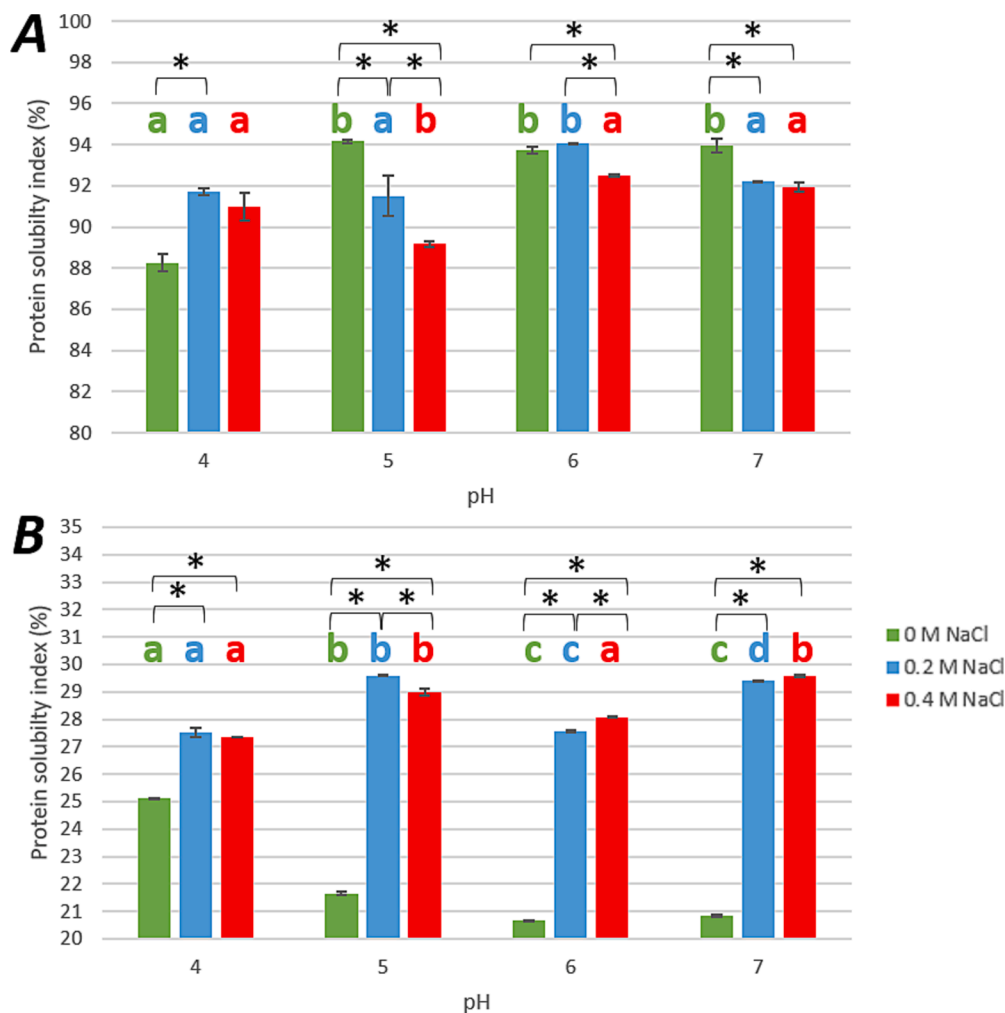 A
Protein solubilty index (%)
100
98
96
94
92
90
88
86
84
82
80
* * * * * * * * *
a a a b a b b b a b a a
4 5 6 7
pH
B
Protein solubility index (%)
35
34
33
32
31
30
29
28
27
26
25
24
23
22
21
20
* * * * * * * * * *
a a a b b b c c a c d b
4 5 6 7
pH
0 M NaCl
0.2 M NaCl
0.4 M NaCl